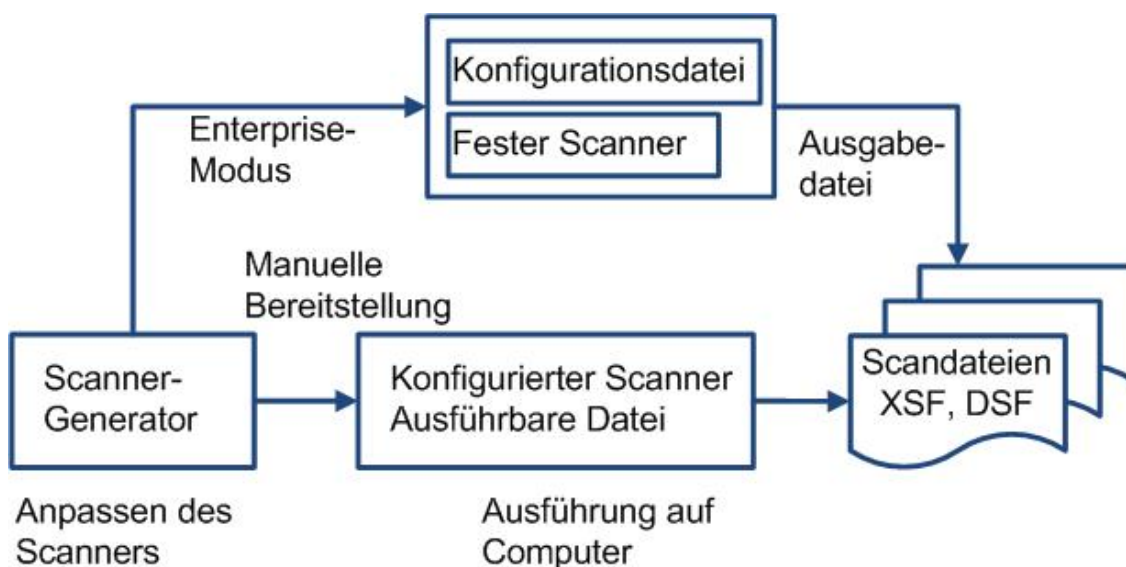 Konfigurationsdatei
Fester Scanner
Enterprise-
Modus
Ausgabe-
datei
Manuelle
Bereitstellung
Scanner-
Generator
Konfigurierter Scanner
Ausführbare Datei
Scandateien
XSF, DSF
Anpassen des
Scanners
Ausführung auf
Computer